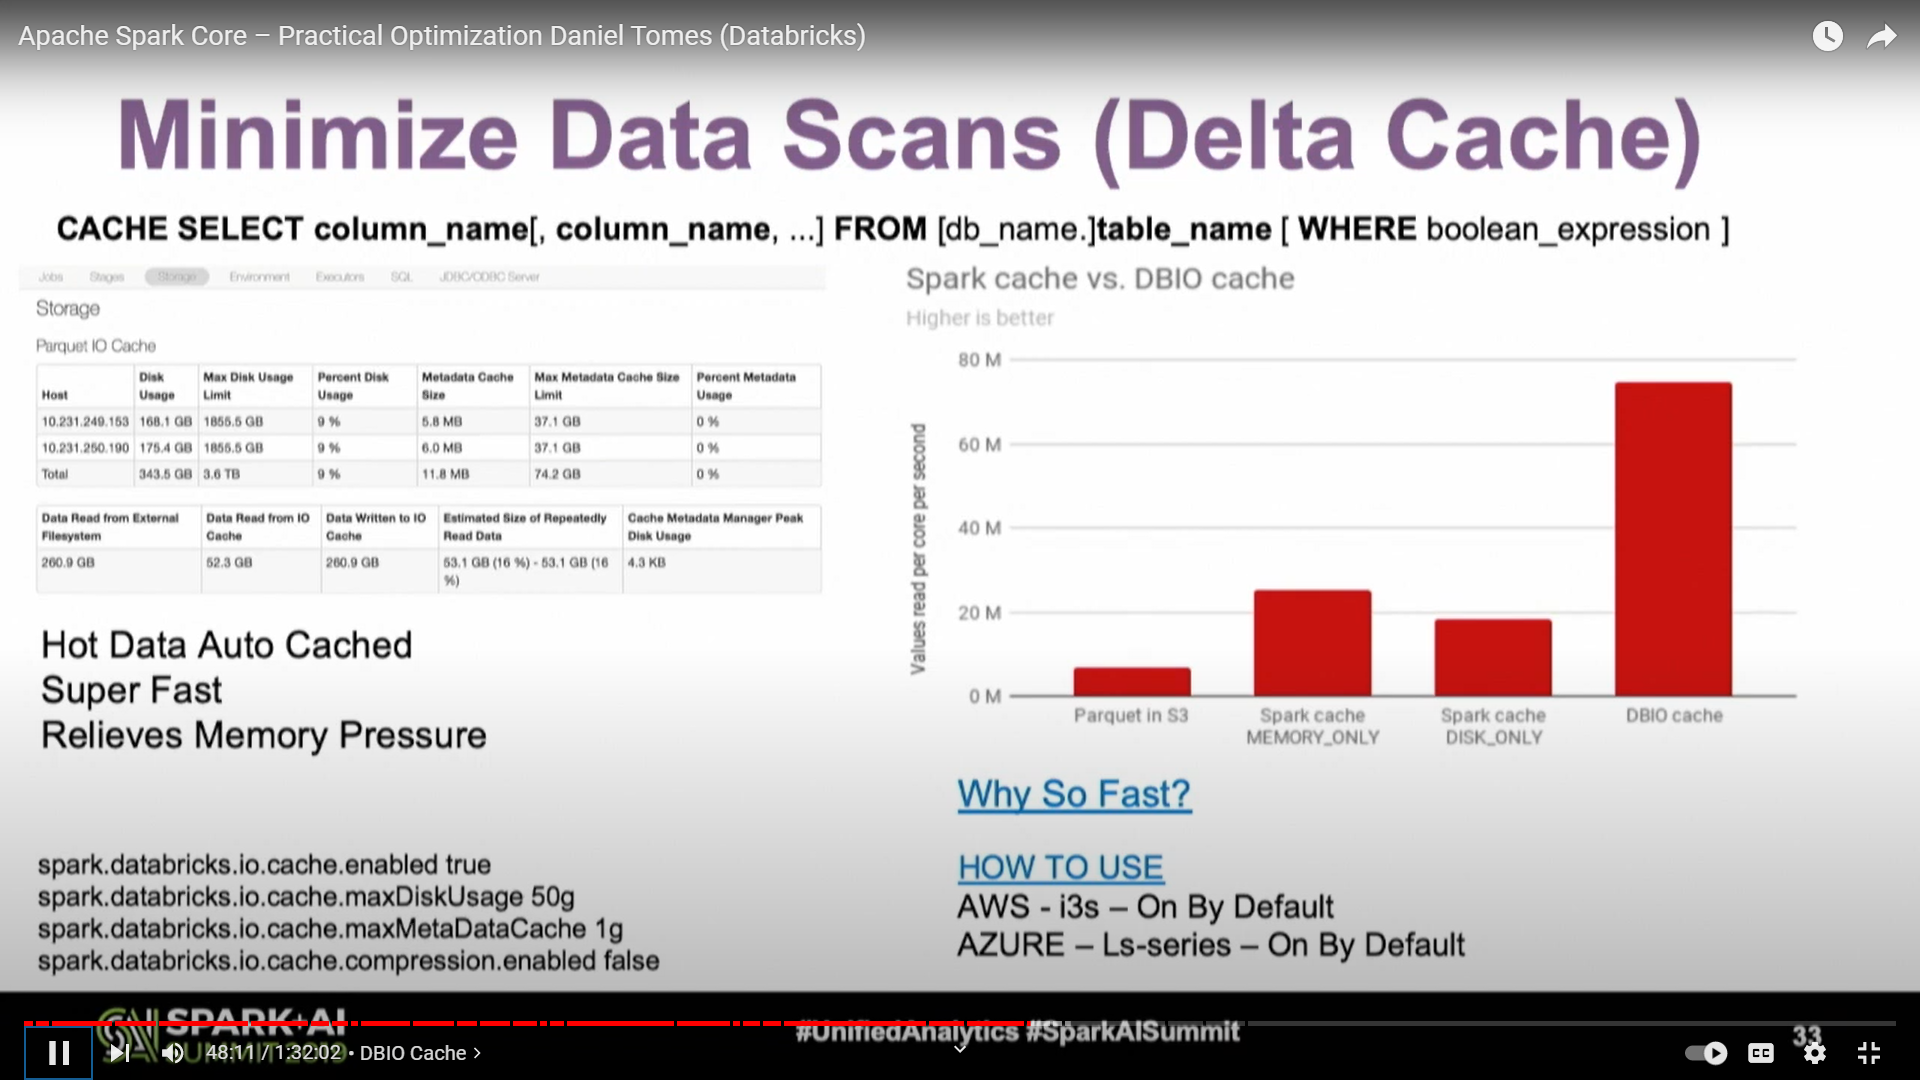 Apache Spark Core – Practical Optimization Daniel Tomes (Databricks)
Minimize Data Scans (Delta Cache)
CACHE SELECT column_name[, column_name, ...] FROM [db_name.]table_name [ WHERE boolean_expression ]
Jobs Stages Storage Environment Executors SQL JDBC/ODBC Server
Storage
Parquet IO Cache
Host Disk Usage Max Disk Usage Limit Percent Disk Usage Metadata Cache Size Max Metadata Cache Size Limit Percent Metadata Usage
10.231.249.153 168.1 GB 1855.5 GB 9 % 5.8 MB 37.1 GB 0 %
10.231.250.190 175.4 GB 1855.5 GB 9 % 6.0 MB 37.1 GB 0 %
Total 343.5 GB 3.6 TB 9 % 11.8 MB 74.2 GB 0 %
Data Read from External Filesystem Data Read from IO Cache Data Written to IO Cache Estimated Size of Repeatedly Read Data Cache Metadata Manager Peak Disk Usage
260.9 GB 52.3 GB 260.9 GB 53.1 GB (16 %) - 53.1 GB (16 %) 4.3 KB
Hot Data Auto Cached
Super Fast
Relieves Memory Pressure
spark.databricks.io.cache.enabled true
spark.databricks.io.cache.maxDiskUsage 50g
spark.databricks.io.cache.maxMetaDataCache 1g
spark.databricks.io.cache.compression.enabled false
Spark cache vs. DBIO cache
Higher is better
Values read per core per second
80 M
60 M
40 M
20 M
0 M
Parquet in S3
Spark cache MEMORY_ONLY
Spark cache DISK_ONLY
DBIO cache
Why So Fast?
HOW TO USE
AWS - i3s – On By Default
AZURE – Ls-series – On By Default
SPARK+AI
SUMMIT 2019
#UnifiedAnalytics #SparkAISummit
33
48:11 / 1:32:02 • DBIO Cache
CC